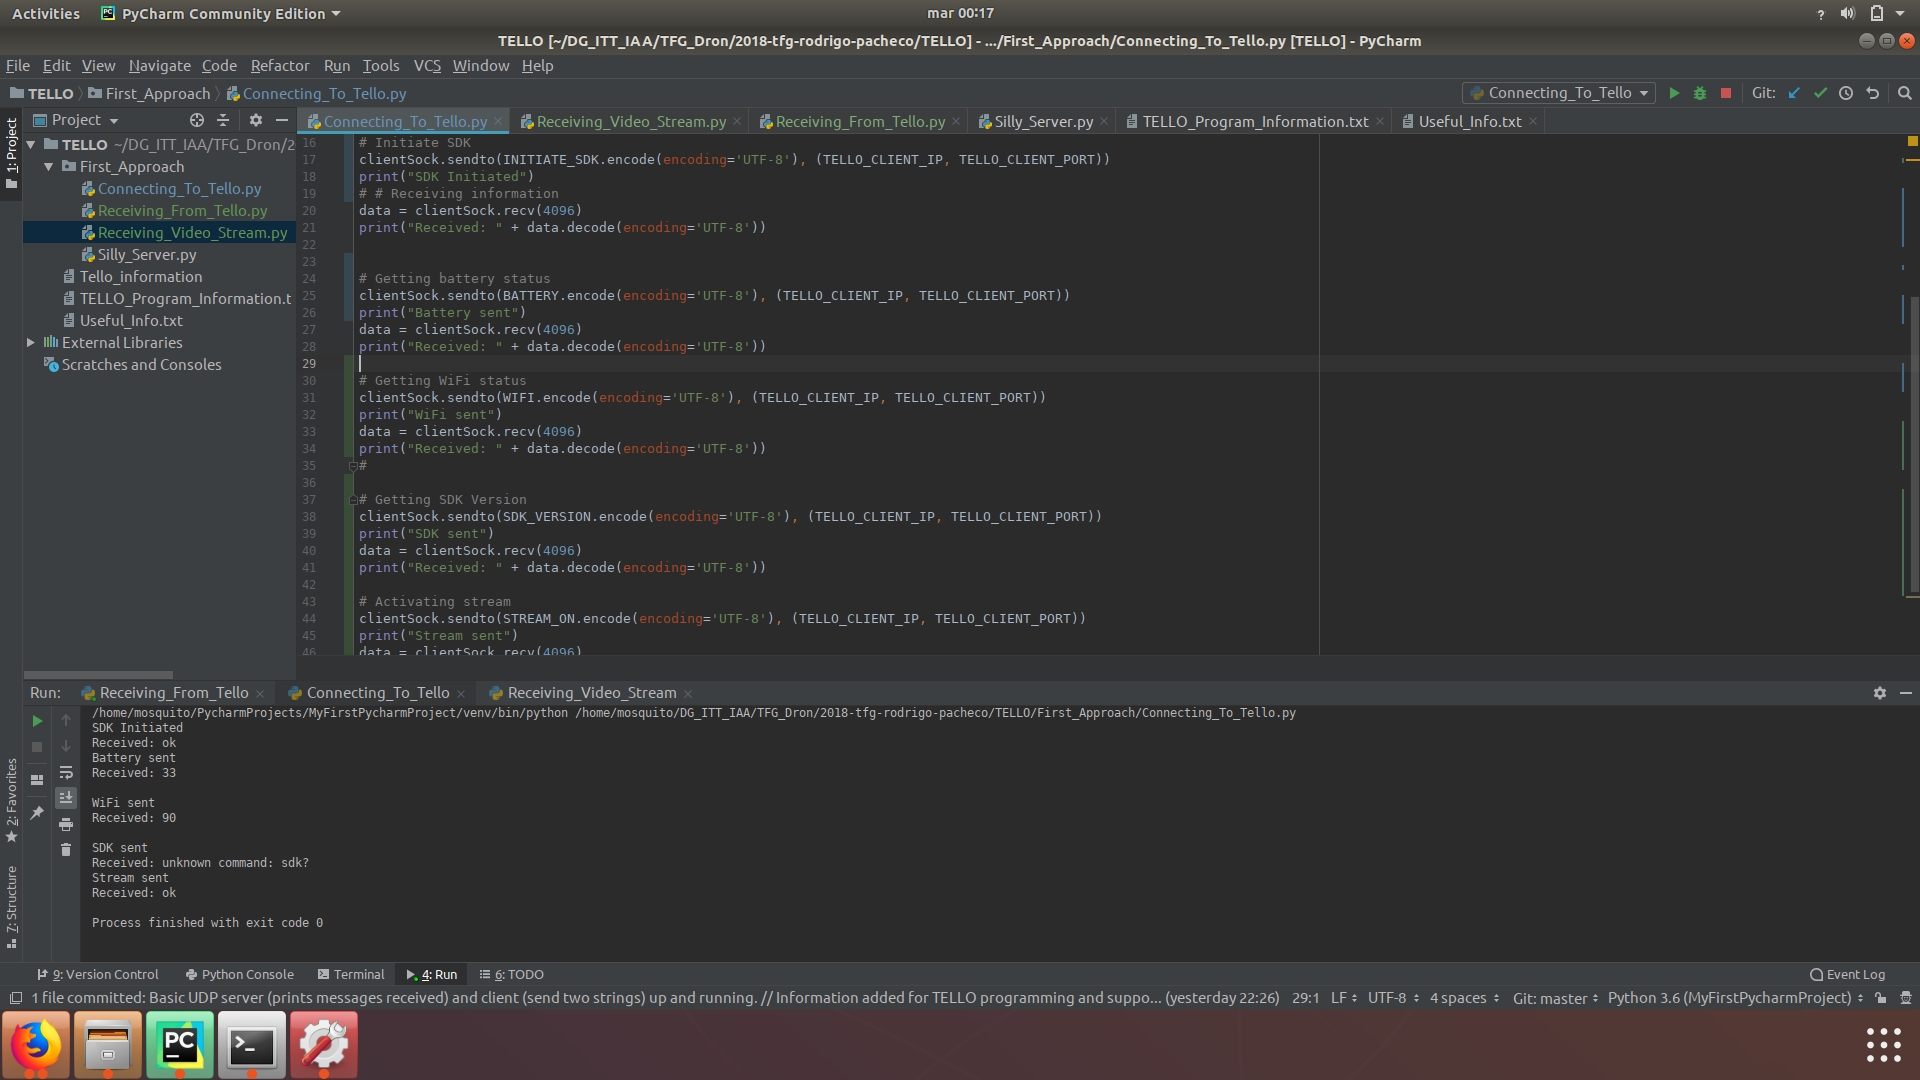 Activities PyCharm Community Edition mar 00:17 ?
TELLO [~/DG_ITT_IAA/TFG_Dron/2018-tfg-rodrigo-pacheco/TELLO] - .../First_Approach/Connecting_To_Tello.py [TELLO] - PyCharm
File Edit View Navigate Code Refactor Run Tools VCS Window Help
TELLO First_Approach Connecting_To_Tello.py Connecting_To_Tello Git:
Project Connecting_To_Tello.py Receiving_Video_Stream.py Receiving_From_Tello.py Silly_Server.py TELLO_Program_Information.txt Useful_Info.txt
1: Project
TELLO ~/DG_ITT_IAA/TFG_Dron/2
First_Approach
Connecting_To_Tello.py
Receiving_From_Tello.py
Receiving_Video_Stream.py
Silly_Server.py
Tello_information
TELLO_Program_Information.t
Useful_Info.txt
External Libraries
Scratches and Consoles
16 # Initiate SDK
17 clientSock.sendto(INITIATE_SDK.encode(encoding='UTF-8'), (TELLO_CLIENT_IP, TELLO_CLIENT_PORT))
18 print("SDK Initiated")
19 # # Receiving information
20 data = clientSock.recv(4096)
21 print("Received: " + data.decode(encoding='UTF-8'))
22
23
24 # Getting battery status
25 clientSock.sendto(BATTERY.encode(encoding='UTF-8'), (TELLO_CLIENT_IP, TELLO_CLIENT_PORT))
26 print("Battery sent")
27 data = clientSock.recv(4096)
28 print("Received: " + data.decode(encoding='UTF-8'))
29
30 # Getting WiFi status
31 clientSock.sendto(WIFI.encode(encoding='UTF-8'), (TELLO_CLIENT_IP, TELLO_CLIENT_PORT))
32 print("WiFi sent")
33 data = clientSock.recv(4096)
34 print("Received: " + data.decode(encoding='UTF-8'))
35 #
36
37 # Getting SDK Version
38 clientSock.sendto(SDK_VERSION.encode(encoding='UTF-8'), (TELLO_CLIENT_IP, TELLO_CLIENT_PORT))
39 print("SDK sent")
40 data = clientSock.recv(4096)
41 print("Received: " + data.decode(encoding='UTF-8'))
42
43 # Activating stream
44 clientSock.sendto(STREAM_ON.encode(encoding='UTF-8'), (TELLO_CLIENT_IP, TELLO_CLIENT_PORT))
45 print("Stream sent")
46 data = clientSock.recv(4096)
Run: Receiving_From_Tello Connecting_To_Tello Receiving_Video_Stream
/home/mosquito/PycharmProjects/MyFirstPycharmProject/venv/bin/python /home/mosquito/DG_ITT_IAA/TFG_Dron/2018-tfg-rodrigo-pacheco/TELLO/First_Approach/Connecting_To_Tello.py
SDK Initiated
Received: ok
Battery sent
Received: 33
WiFi sent
Received: 90
SDK sent
Received: unknown command: sdk?
Stream sent
Received: ok
Process finished with exit code 0
2: Favorites
7: Structure
9: Version Control Python Console Terminal 4: Run 6: TODO Event Log
1 file committed: Basic UDP server (prints messages received) and client (send two strings) up and running. // Information added for TELLO programming and suppo... (yesterday 22:26) 29:1 LF UTF-8 4 spaces Git: master Python 3.6 (MyFirstPycharmProject)
PC